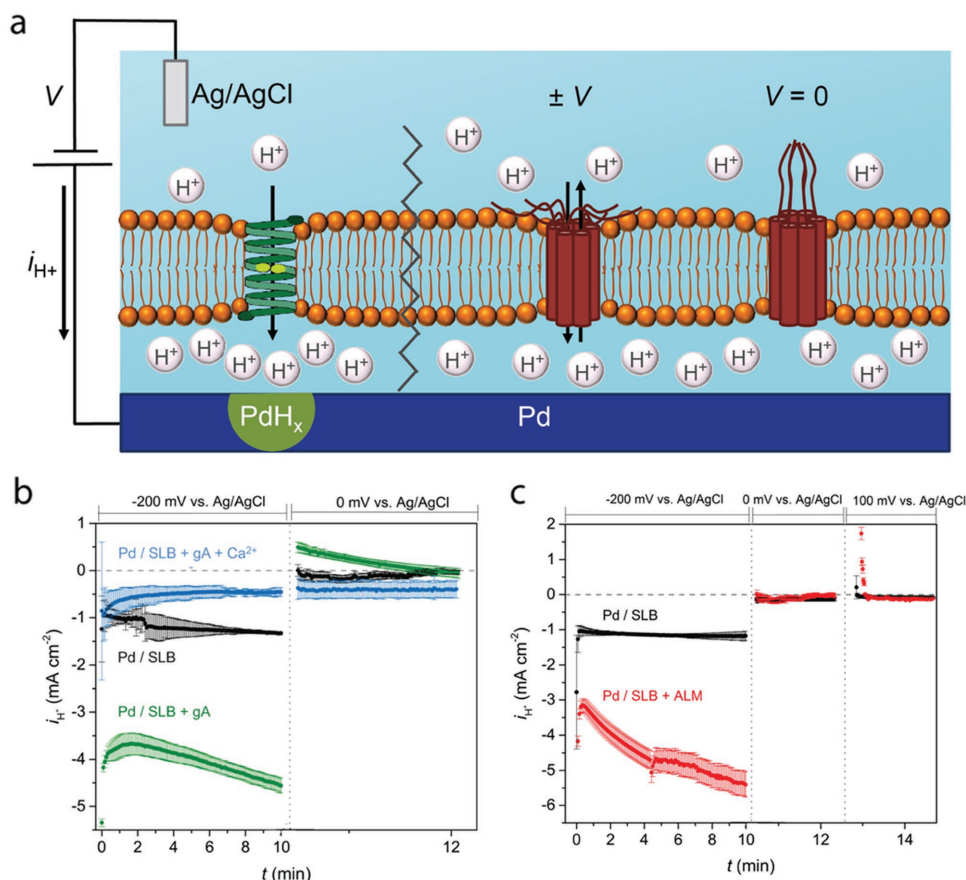 a
V
Ag/AgCl
± V
V = 0
H⁺
H⁺
H⁺
H⁺
H⁺
H⁺
H⁺
i_H+
H⁺
H⁺
H⁺
H⁺
H⁺
H⁺
H⁺
H⁺
H⁺
H⁺
H⁺
H⁺
H⁺
H⁺
PdHₓ
Pd
b
-200 mV vs. Ag/AgCl
0 mV vs. Ag/AgCl
Pd / SLB + gA + Ca²⁺
Pd / SLB
Pd / SLB + gA
i_H⁺ (mA cm⁻²)
1
0
-1
-2
-3
-4
-5
0
2
4
6
8
10
12
t (min)
c
-200 mV vs. Ag/AgCl
0 mV vs. Ag/AgCl
100 mV vs. Ag/AgCl
Pd / SLB
Pd / SLB + ALM
i_H⁺ (mA cm⁻²)
2
1
0
-1
-2
-3
-4
-5
-6
0
2
4
6
8
10
12
14
t (min)